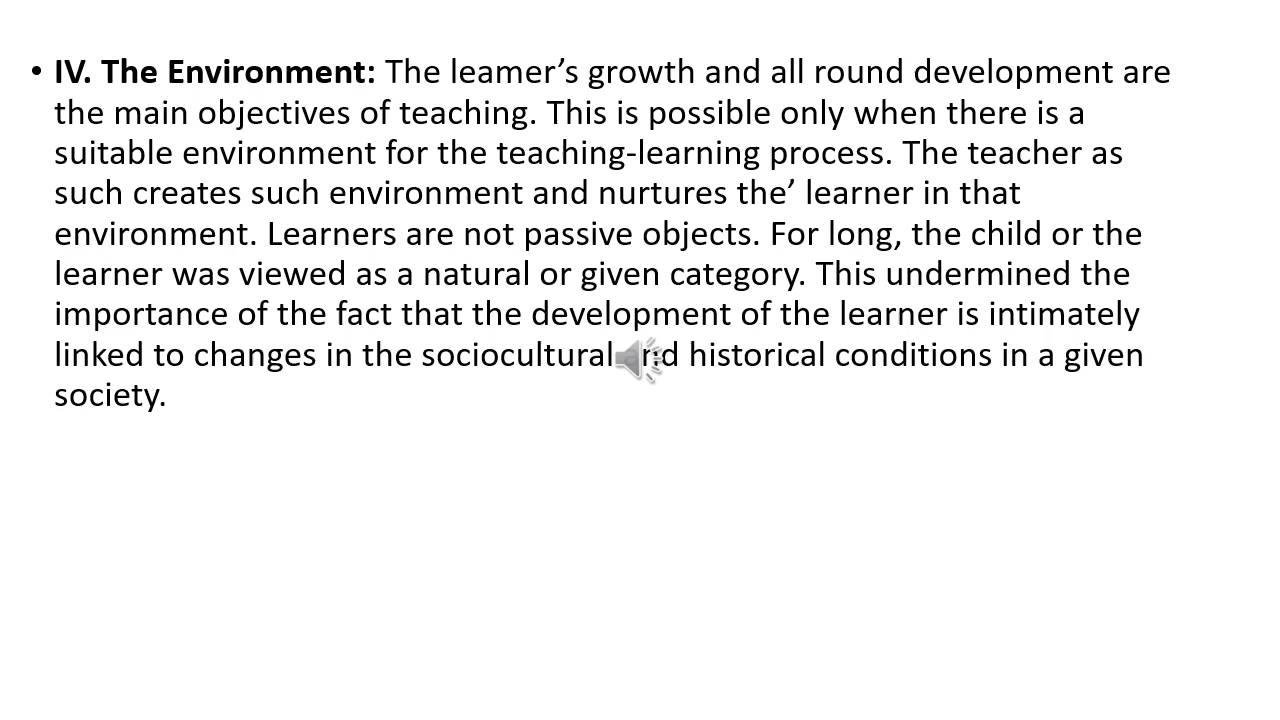 • IV. The Environment: The leamer’s growth and all round development are
the main objectives of teaching. This is possible only when there is a
suitable environment for the teaching-learning process. The teacher as
such creates such environment and nurtures the’ learner in that
environment. Learners are not passive objects. For long, the child or the
learner was viewed as a natural or given category. This undermined the
importance of the fact that the development of the learner is intimately
linked to changes in the sociocultural and historical conditions in a given
society.